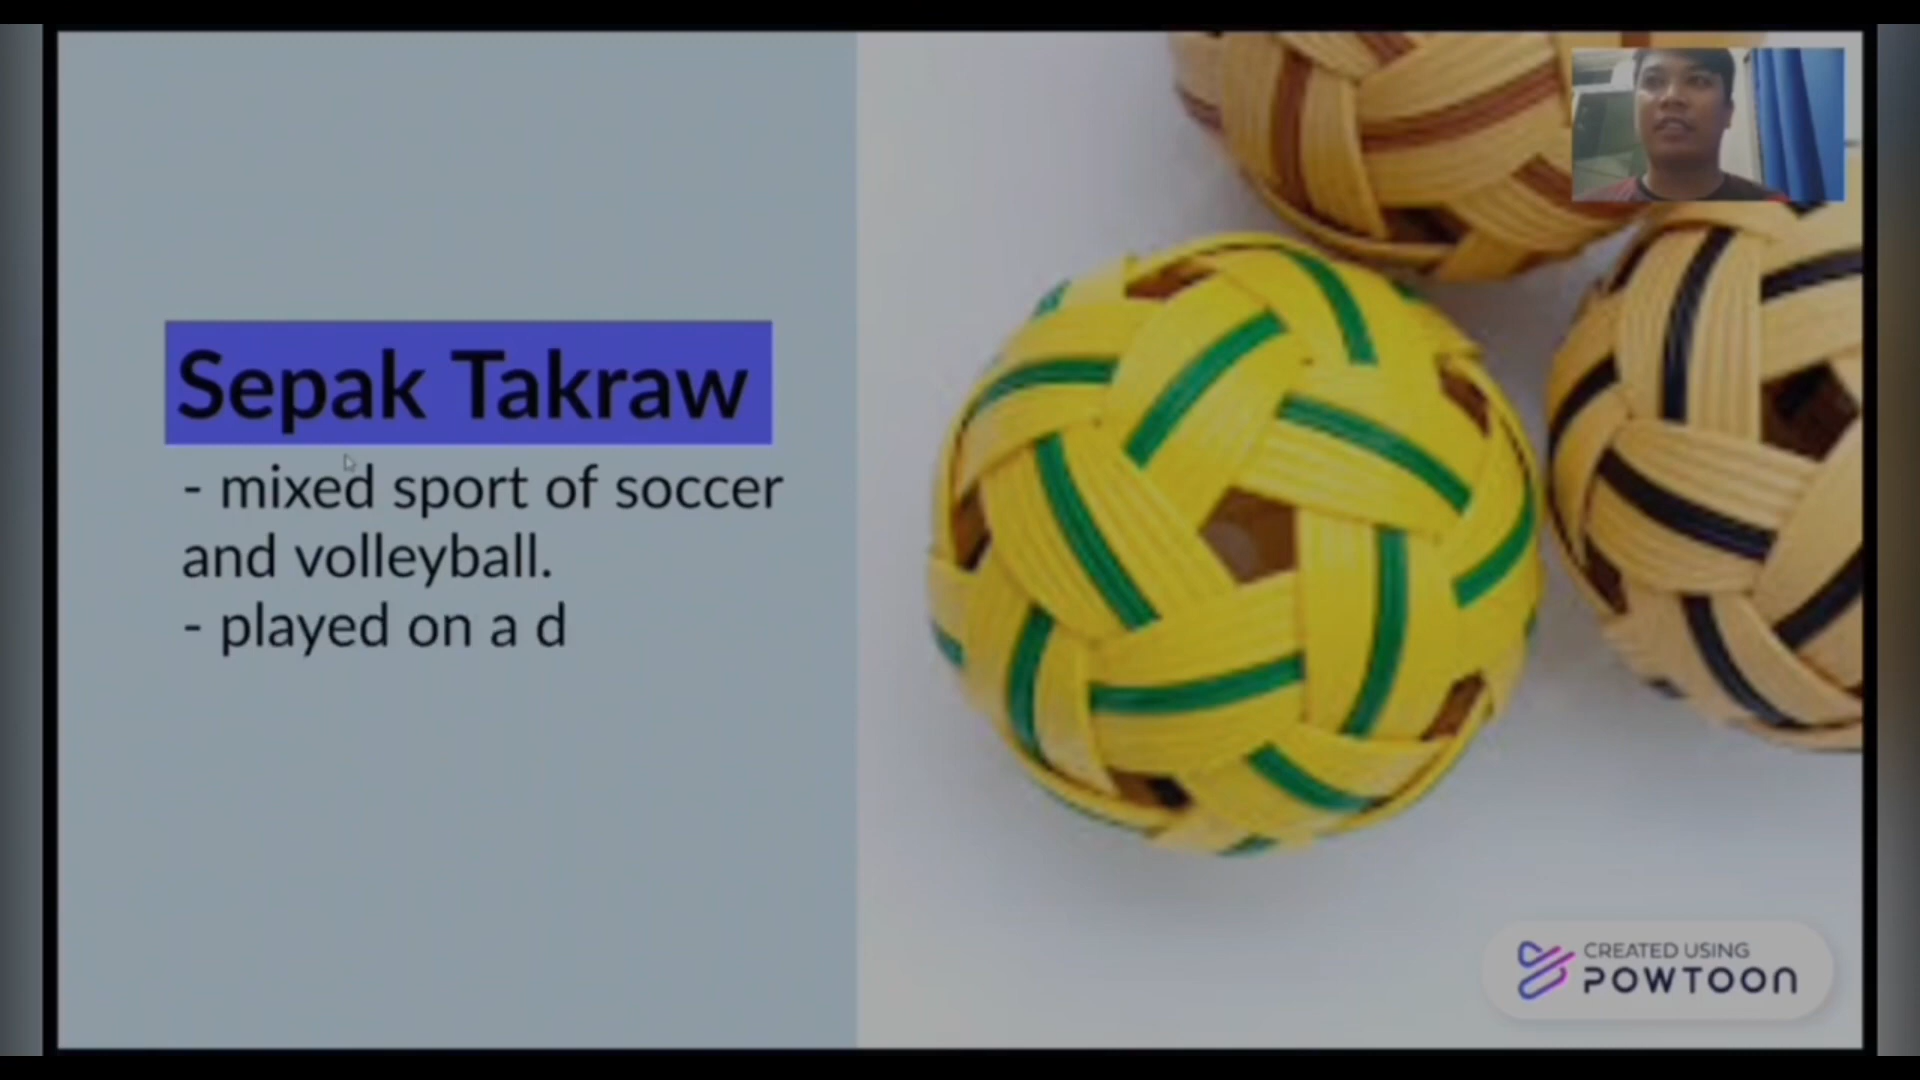 Sepak Takraw
- mixed sport of soccer
and volleyball.
- played on a d
CREATED USING
POWTOON